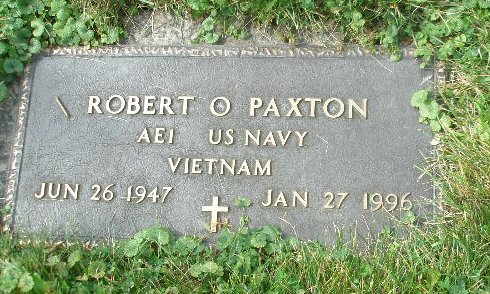 ROBERT O PAXTON
AE1 US NAVY
VIETNAM
JUN 26 1947 JAN 27 1996